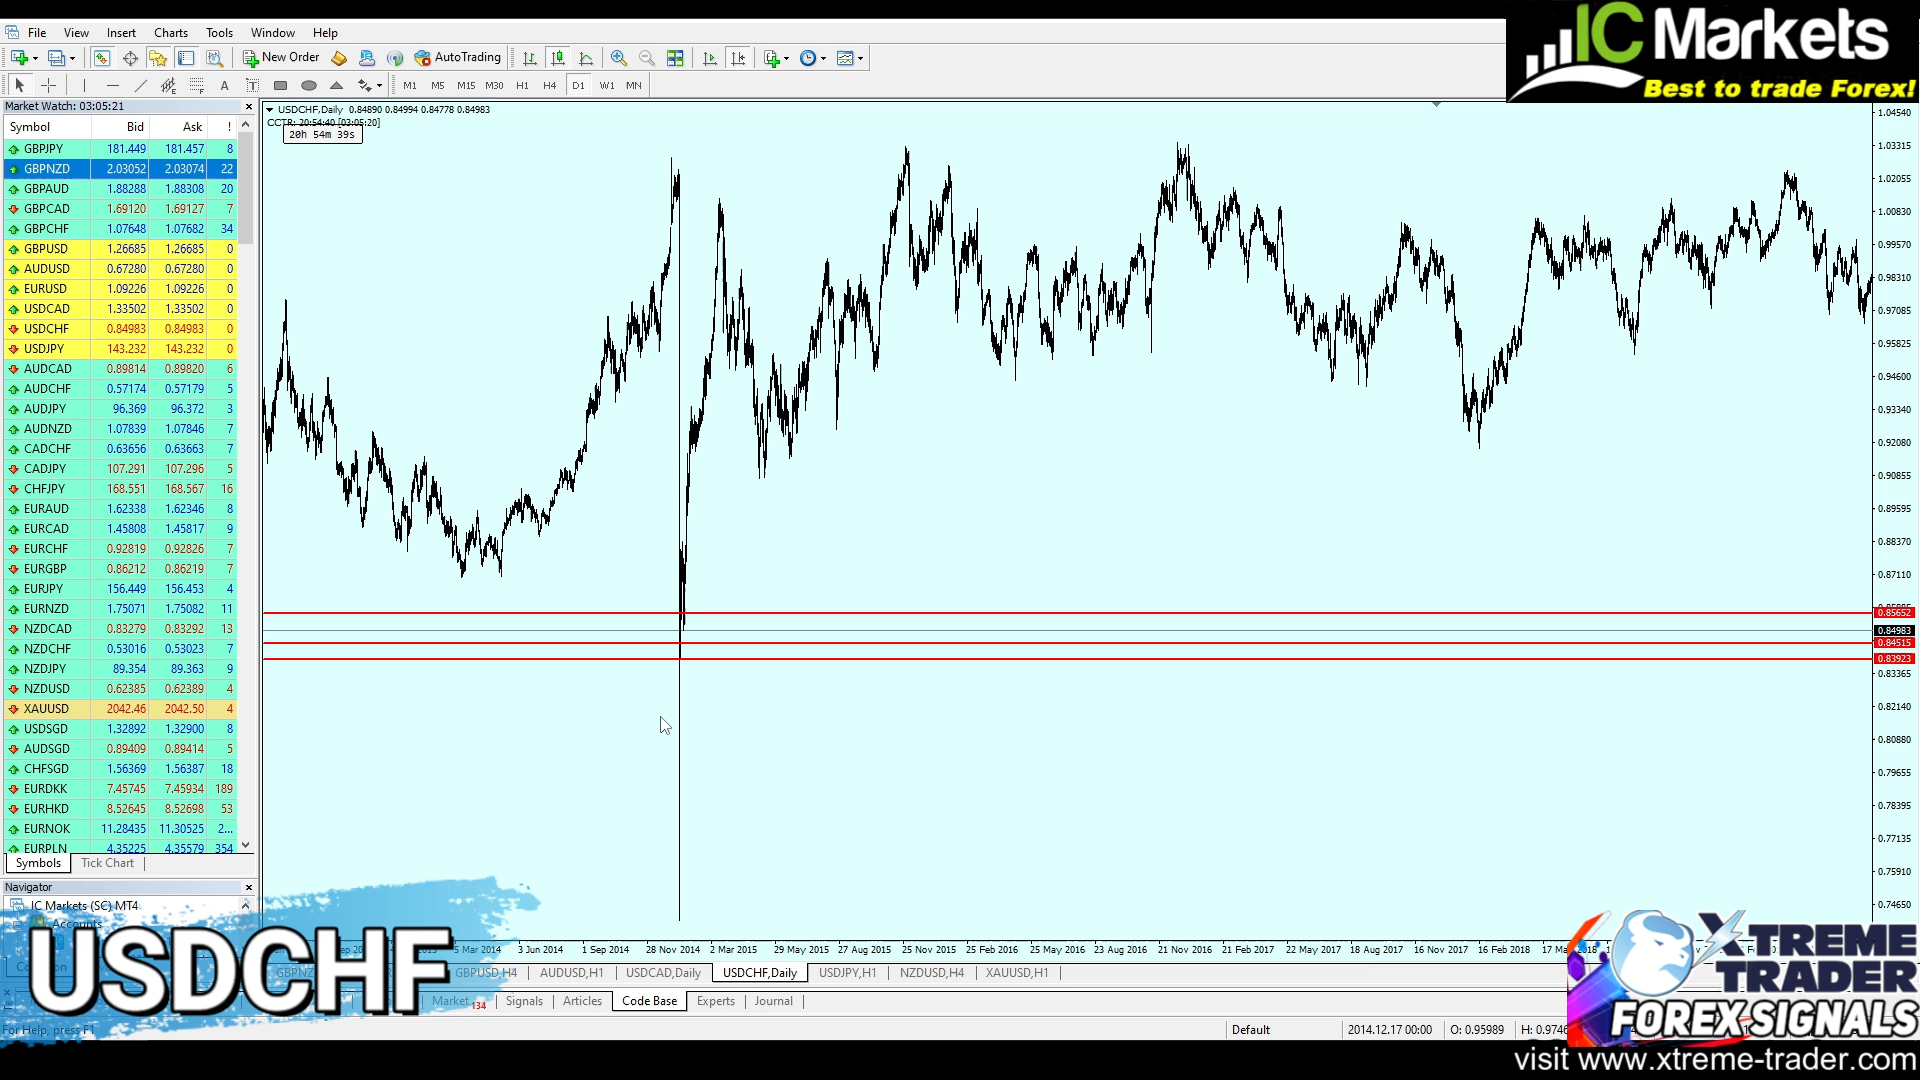 File View Insert Charts Tools Window Help
IC Markets
Best to trade Forex!
New Order AutoTrading
A T M1 M5 M15 M30 H1 H4 D1 W1 MN
Market Watch: 03:05:21
Symbol Bid Ask !
GBPJPY 181.449 181.457 8
GBPNZD 2.03052 2.03074 22
GBPAUD 1.88288 1.88308 20
GBPCAD 1.69120 1.69127 7
GBPCHF 1.07648 1.07682 34
GBPUSD 1.26685 1.26685 0
AUDUSD 0.67280 0.67280 0
EURUSD 1.09226 1.09226 0
USDCAD 1.33502 1.33502 0
USDCHF 0.84983 0.84983 0
USDJPY 143.232 143.232 0
AUDCAD 0.89814 0.89820 6
AUDCHF 0.57174 0.57179 5
AUDJPY 96.369 96.372 3
AUDNZD 1.07839 1.07846 7
CADCHF 0.63656 0.63663 7
CADJPY 107.291 107.296 5
CHFJPY 168.551 168.567 16
EURAUD 1.62338 1.62346 8
EURCAD 1.45808 1.45817 9
EURCHF 0.92819 0.92826 7
EURGBP 0.86212 0.86219 7
EURJPY 156.449 156.453 4
EURNZD 1.75071 1.75082 11
NZDCAD 0.83279 0.83292 13
NZDCHF 0.53016 0.53023 7
NZDJPY 89.354 89.363 9
NZDUSD 0.62385 0.62389 4
XAUUSD 2042.46 2042.50 4
USDSGD 1.32892 1.32900 8
AUDSGD 0.89409 0.89414 5
CHFSGD 1.56369 1.56387 18
EURDKK 7.45745 7.45934 189
EURHKD 8.52645 8.52698 53
EURNOK 11.28435 11.30525 2...
EURPLN 4.35225 4.35579 354
Symbols Tick Chart
Navigator
IC Markets (SC) MT4
Accounts
USDCHF
USDCHF,Daily 0.84890 0.84994 0.84778 0.84983
CCTR: 20:54:40 [03:05:20]
20h 54m 39s
1.04540
1.03315
1.02055
1.00830
0.99570
0.98310
0.97085
0.95825
0.94600
0.93340
0.92080
0.90855
0.89595
0.88370
0.87110
0.85652
0.84983
0.84515
0.83923
0.83365
0.82140
0.80880
0.79655
0.78395
0.77135
0.75910
0.74650
Mar 2014 3 Jun 2014 1 Sep 2014 28 Nov 2014 2 Mar 2015 29 May 2015 27 Aug 2015 25 Nov 2015 25 Feb 2016 25 May 2016 23 Aug 2016 21 Nov 2016 21 Feb 2017 22 May 2017 18 Aug 2017 16 Nov 2017 16 Feb 2018
GBPUSD,H4 AUDUSD,H1 USDCAD,Daily USDCHF,Daily USDJPY,H1 NZDUSD,H4 XAUUSD,H1
Market 134 Signals Articles Code Base Experts Journal
For Help, press F1
Default 2014.12.17 00:00 O: 0.95989
XTREME
TRADER
FOREX SIGNALS
visit www.xtreme-trader.com